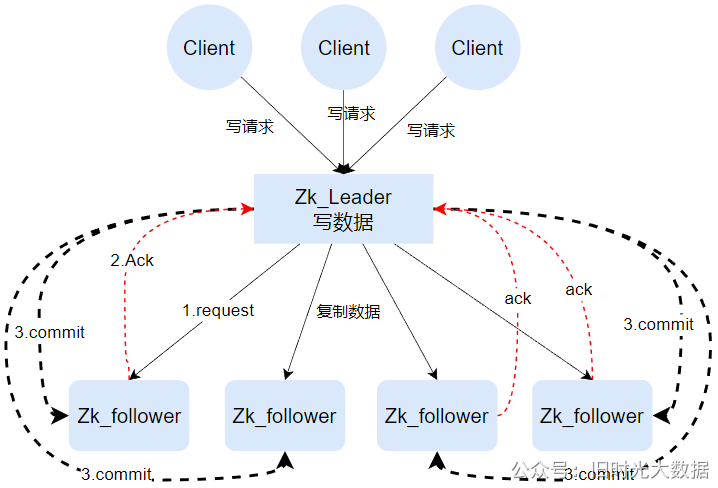 Client
Client
Client
写请求
写请求
写请求
Zk_Leader
写数据
2.Ack
1.request
复制数据
ack
ack
3.commit
3.commit
Zk_follower
Zk_follower
Zk_follower
Zk_follower
3.commit
3.commit
公众号：旧时光大数据